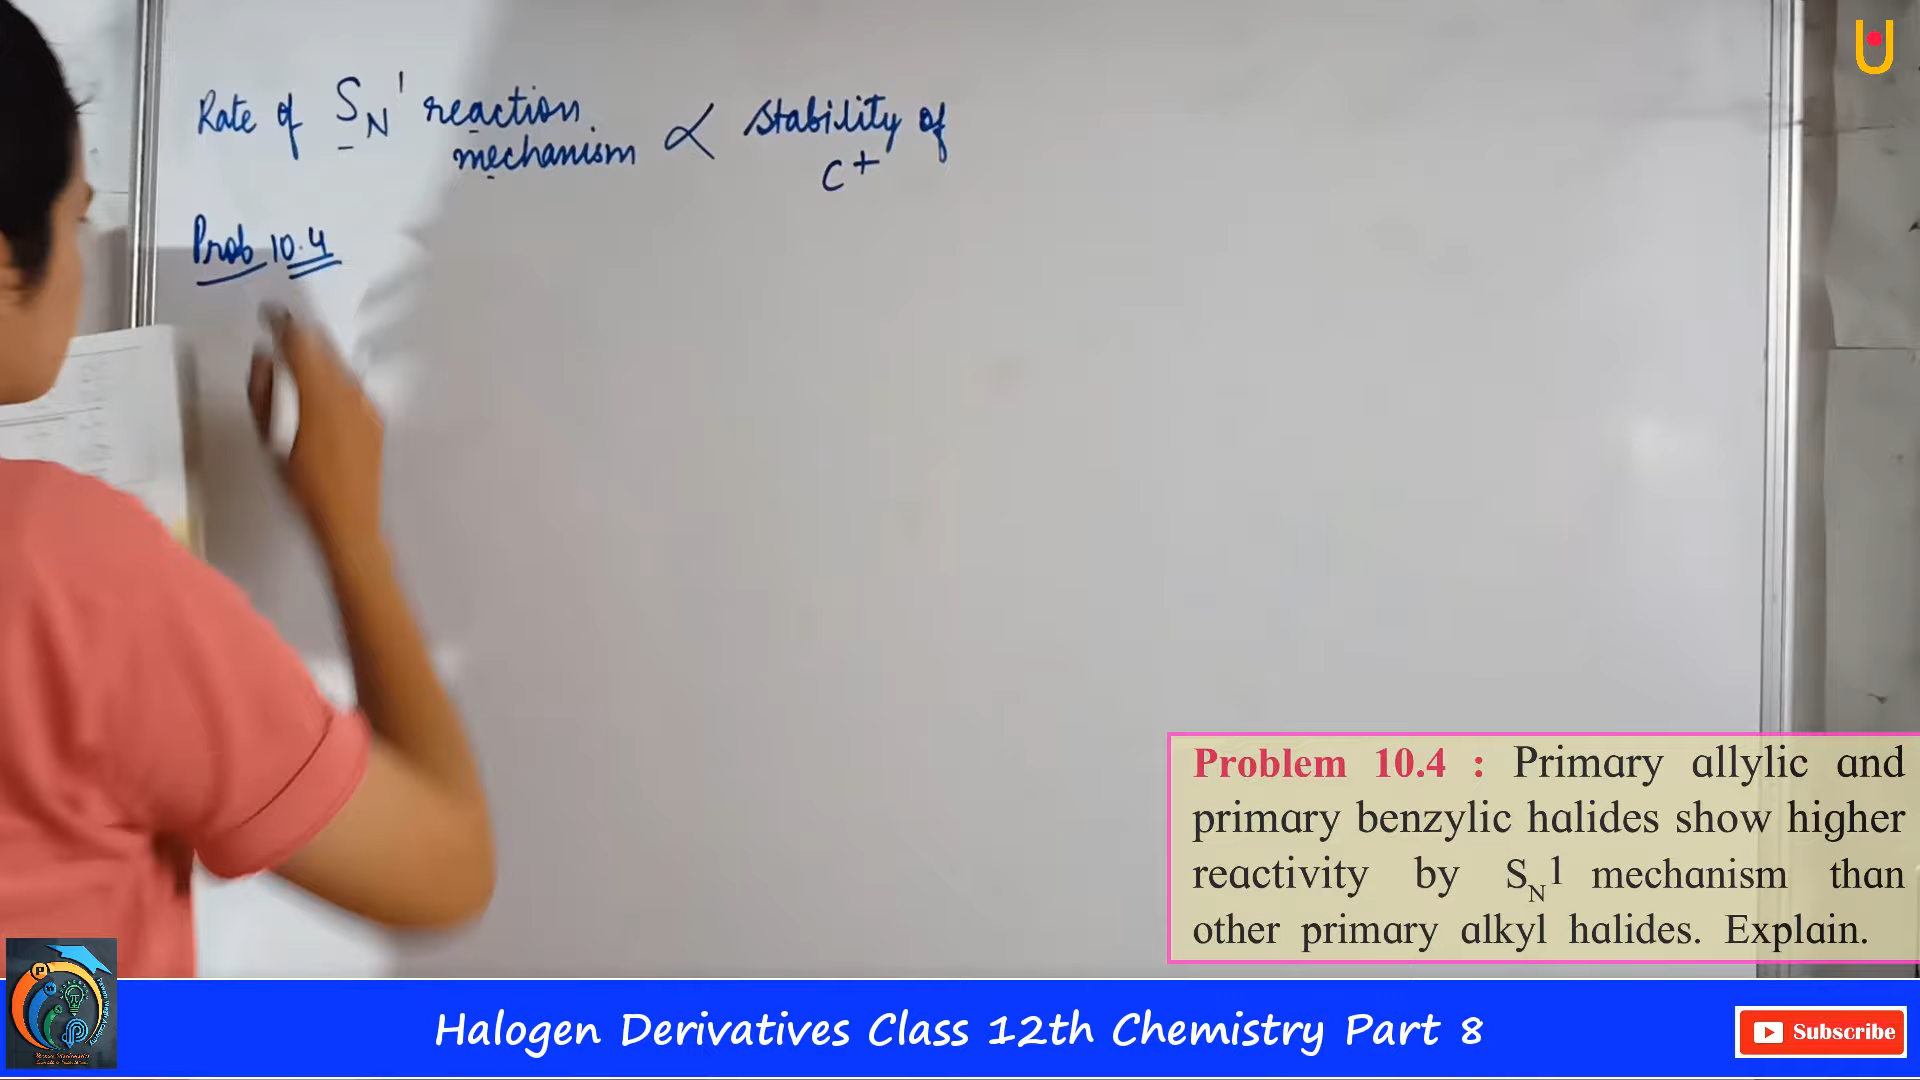 Rate of SN1 reaction mechanism ∝ Stability of C+
Prob 10.4
Problem 10.4 : Primary allylic and
primary benzylic halides show higher
reactivity by SN1 mechanism than
other primary alkyl halides. Explain.
Halogen Derivatives Class 12th Chemistry Part 8
Subscribe